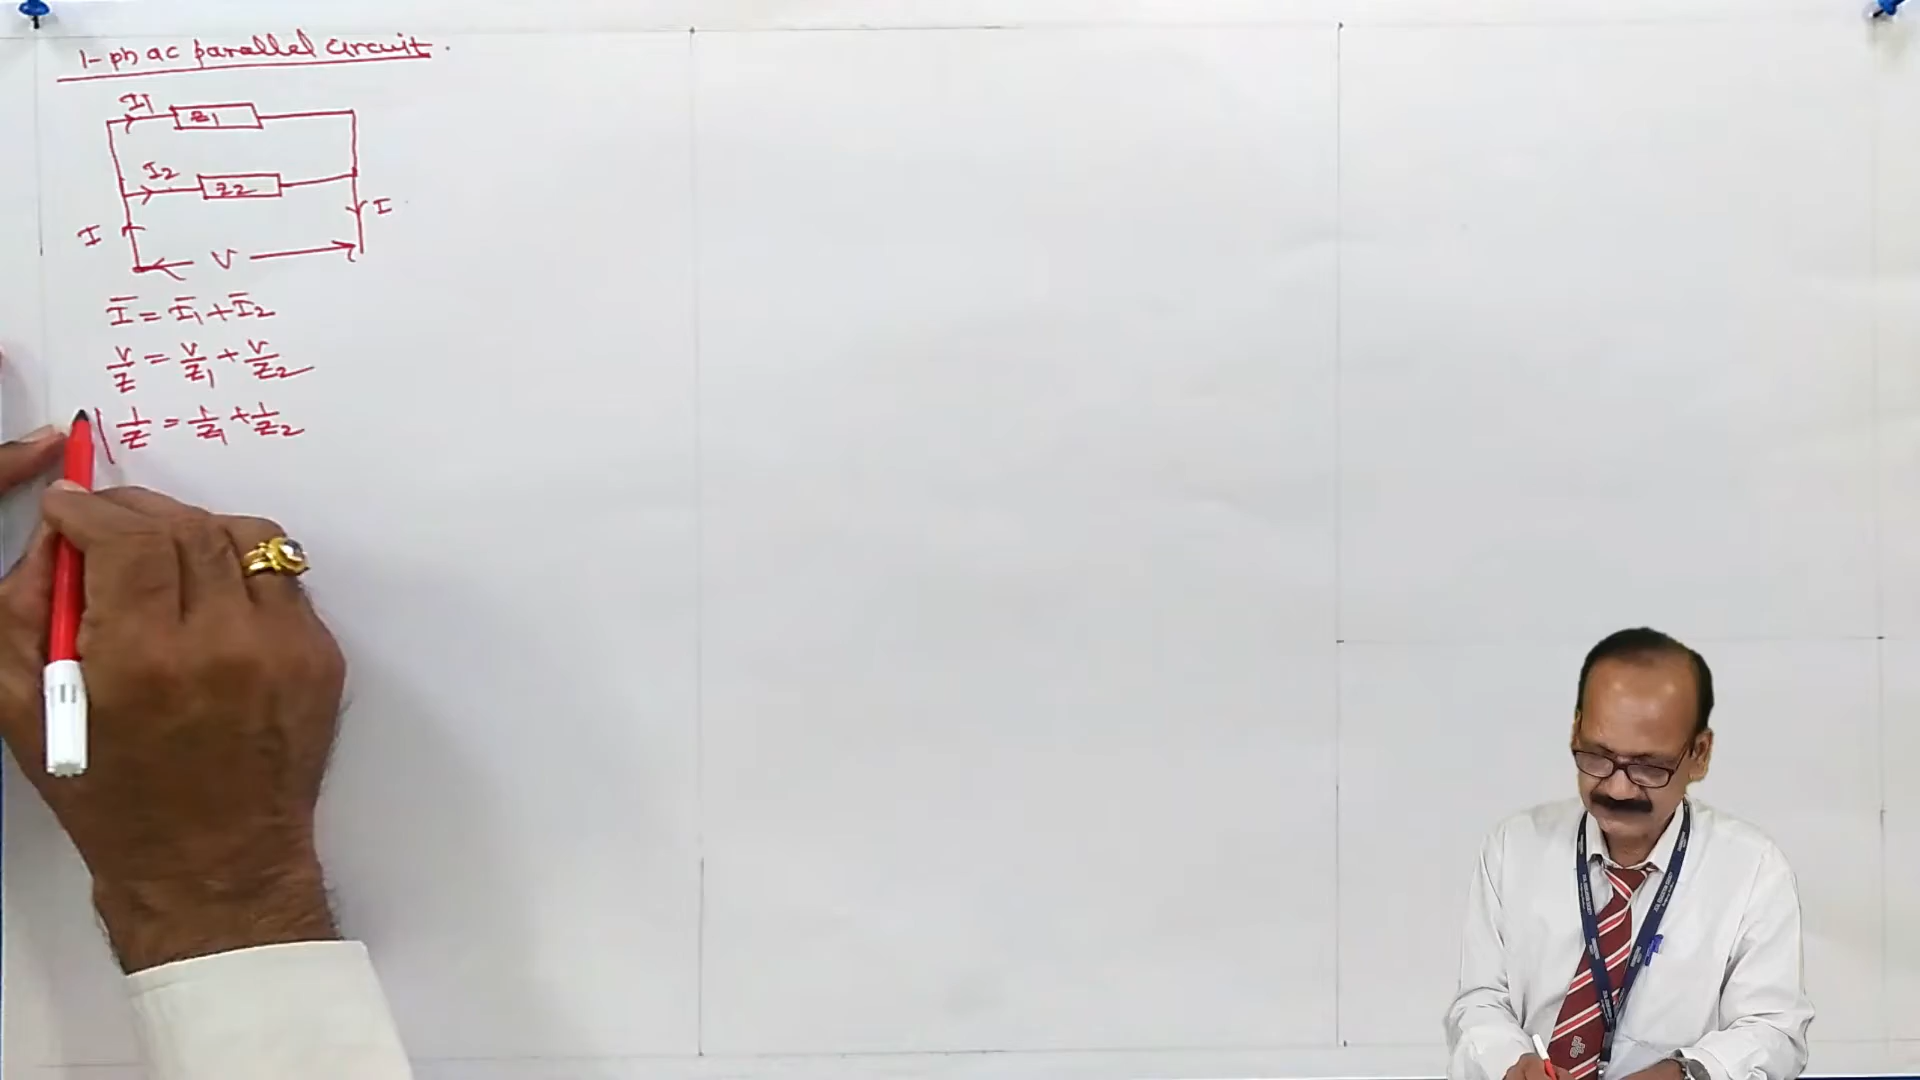 1-ph ac parallel circuit.
I1
Z1
I2
Z2
I
I
V
Ī = Ī1 + Ī2
V/Z = V/Z1 + V/Z2
1/Z = 1/Z1 + 1/Z2